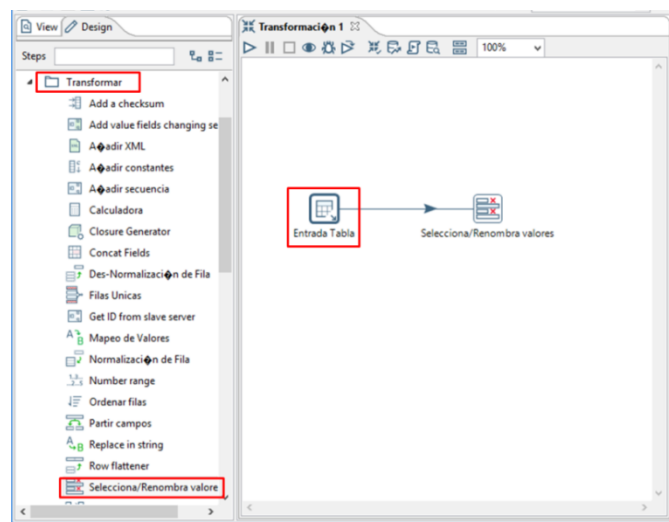 View Design
Steps
Transformar
Add a checksum
Add value fields changing se
A�adir XML
A�adir constantes
A�adir secuencia
Calculadora
Closure Generator
Concat Fields
Des-Normalizaci�n de Fila
Filas Unicas
Get ID from slave server
Mapeo de Valores
Normalizaci�n de Fila
Number range
Ordenar filas
Partir campos
Replace in string
Row flattener
Selecciona/Renombra valore
Transformaci�n 1
100%
Entrada Tabla
Selecciona/Renombra valores